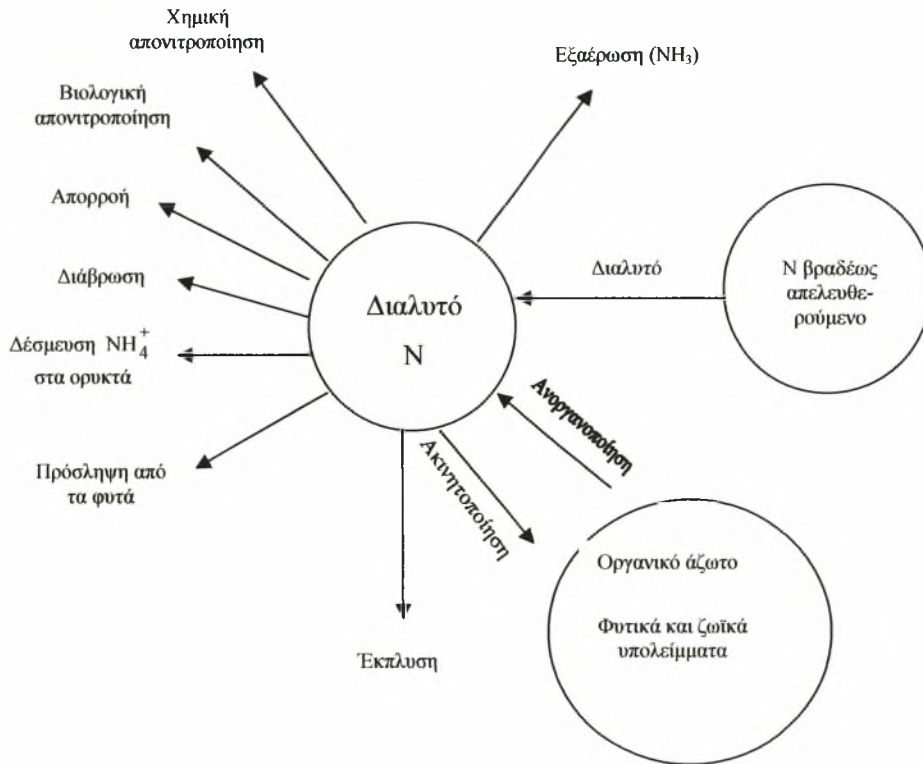 Χημική
απονιτροποίηση
Εξαέρωση (NH₃)
Βιολογική
απονιτροποίηση
Απορροή
Διάβρωση
Δέσμευση NH₄⁺
στα ορυκτά
Πρόσληψη από
τα φυτά
Διαλυτό
N
Διαλυτό
N βραδέως
απελευθε-
ρούμενο
Ανοργανοποίηση
Ακινητοποίηση
Έκπλυση
Οργανικό άζωτο
Φυτικά και ζωϊκά
υπολείμματα